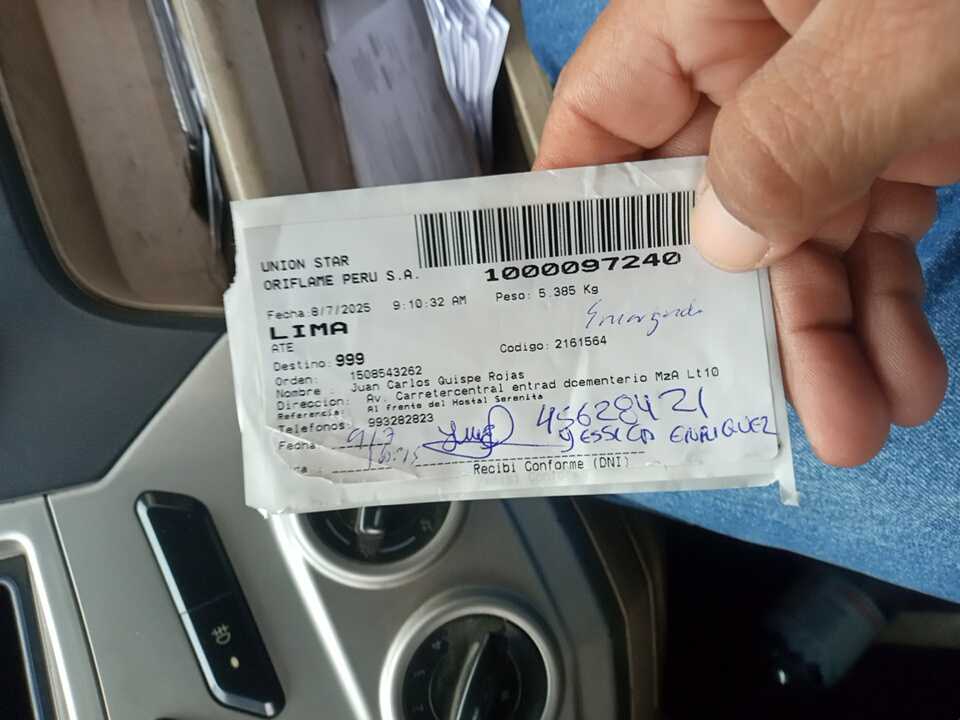 UNION STAR
ORIFLAME PERU S.A.
1000097240
Fecha: 8/7/2025 9:10:32 AM Peso: 5.385 Kg
LIMA
ATE
Destino: 999 Codigo: 2161564
Orden: 1508543262
Nombre : Juan Carlos Quispe Rojas
Direccion: Av. Carretercentral entrad dcementerio MzA Lt10
Referencia: Al frente del Hostal Serenita
Telefonos: 993282823
45628421
Fecha: 9/7
YESSICA ENRIQUEZ
Recibi Conforme (DNI)